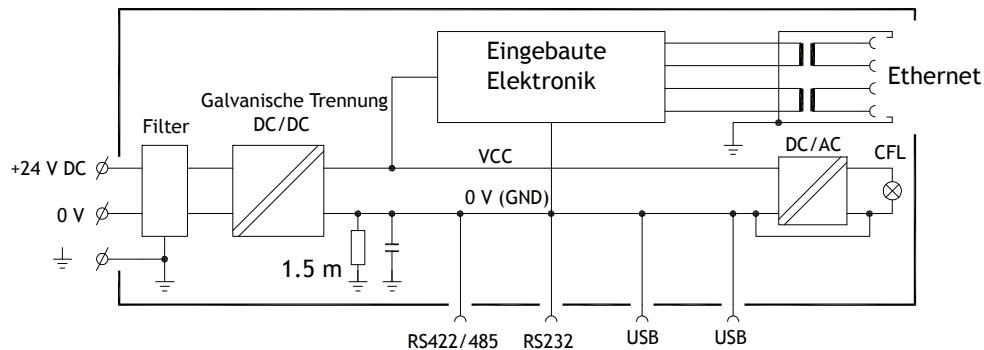 Eingebaute
Elektronik
Ethernet
Galvanische Trennung
DC/DC
Filter
DC/AC
CFL
+24 V DC
VCC
0 V
0 V (GND)
1.5 m
RS422/485
RS232
USB
USB